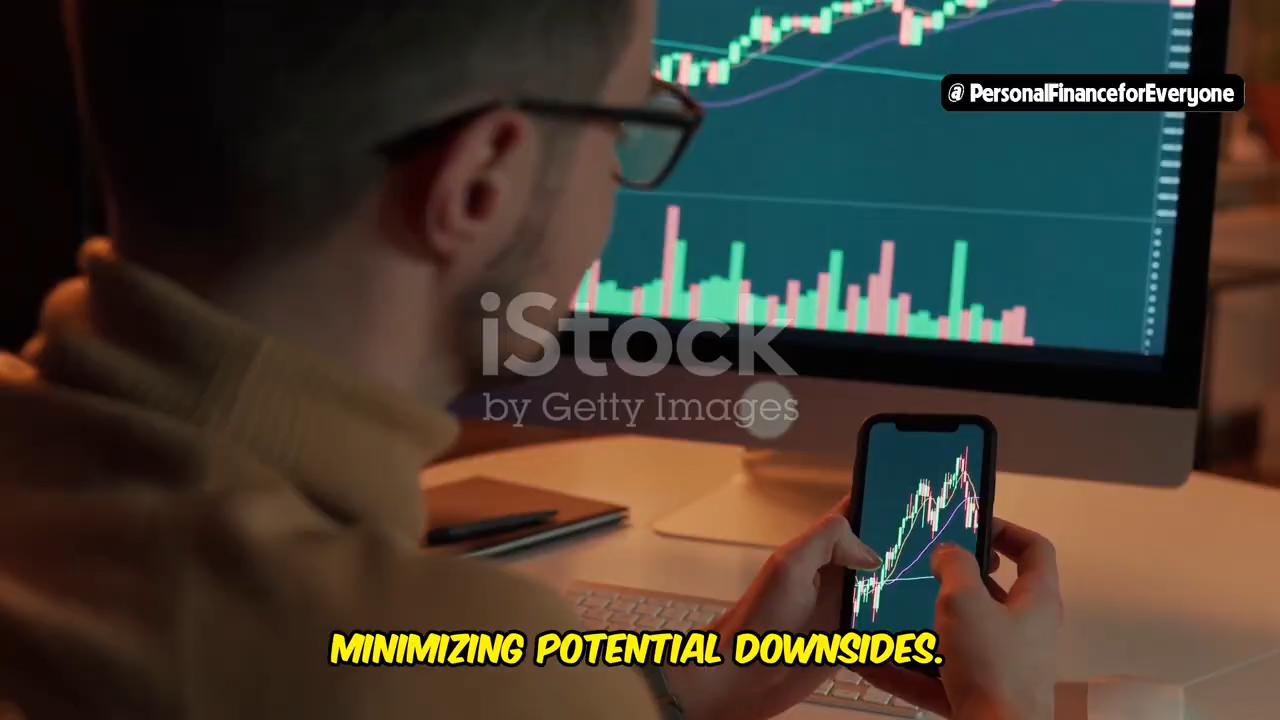 @ PersonalFinanceforEveryone
iStock
by Getty Images
MINIMIZING POTENTIAL DOWNSIDES.